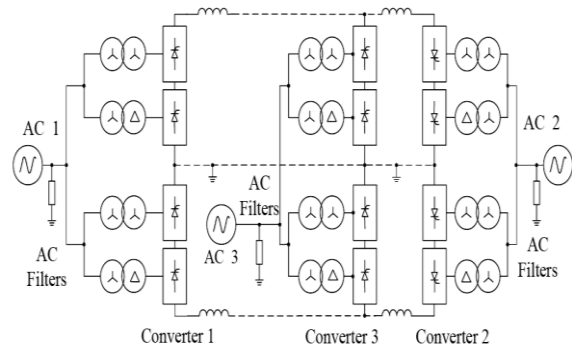 AC 1
AC 2
AC
Filters
AC 3
AC
Filters
AC
Filters
Converter 1
Converter 3
Converter 2